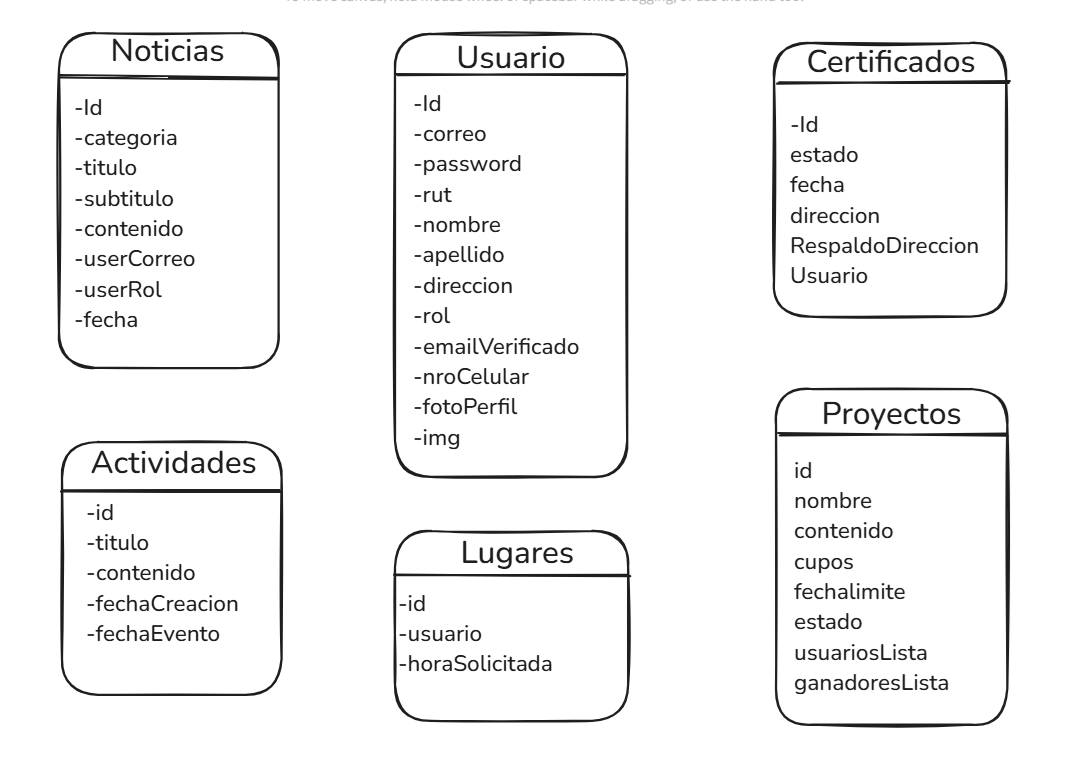 Noticias
-Id
-categoria
-titulo
-subtitulo
-contenido
-userCorreo
-userRol
-fecha
Usuario
-Id
-correo
-password
-rut
-nombre
-apellido
-direccion
-rol
-emailVerificado
-nroCelular
-fotoPerfil
-img
Certificados
-Id
estado
fecha
direccion
RespaldoDireccion
Usuario
Actividades
-id
-titulo
-contenido
-fechaCreacion
-fechaEvento
Lugares
-id
-usuario
-horaSolicitada
Proyectos
id
nombre
contenido
cupos
fechalimite
estado
usuariosLista
ganadoresLista